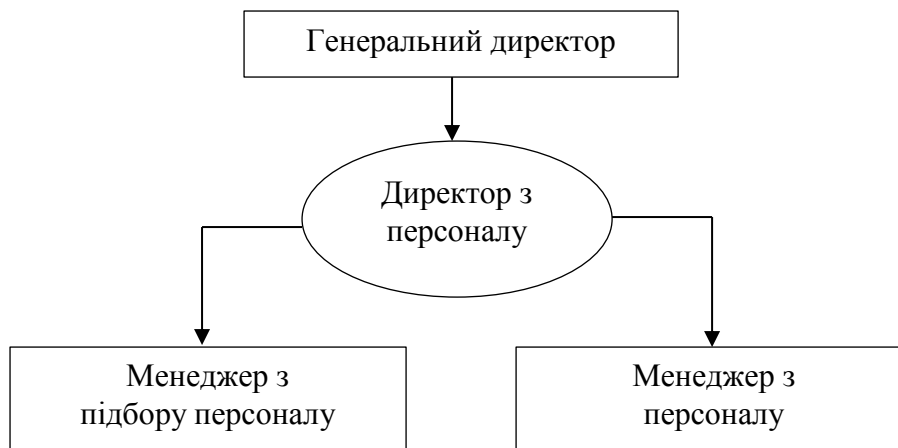 Генеральний директор
Директор з
персоналу
Менеджер з
підбору персоналу
Менеджер з
персоналу